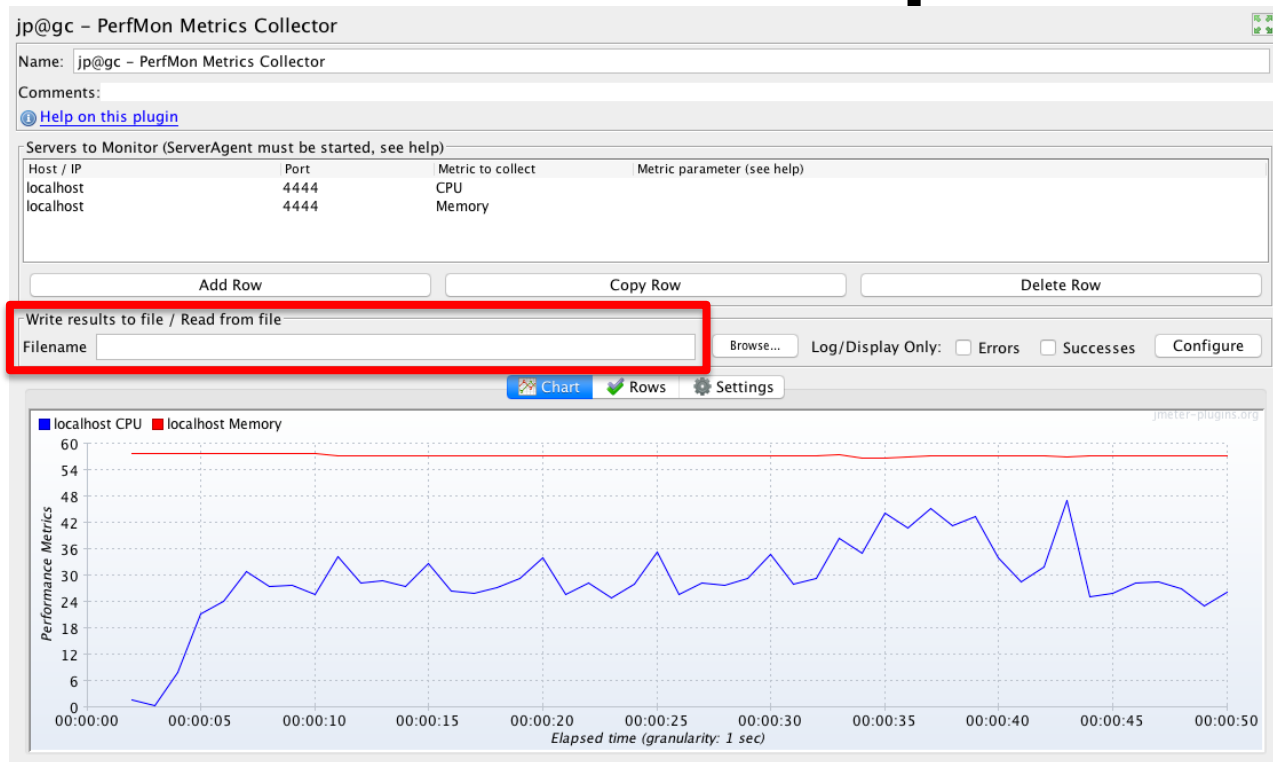 jp@gc – PerfMon Metrics Collector
Name: jp@gc – PerfMon Metrics Collector
Comments:
Help on this plugin
Servers to Monitor (ServerAgent must be started, see help)
Host / IP Port Metric to collect Metric parameter (see help)
localhost 4444 CPU
localhost 4444 Memory
Add Row Copy Row Delete Row
Write results to file / Read from file
Filename Browse... Log/Display Only: Errors Successes Configure
Chart Rows Settings
localhost CPU localhost Memory jmeter-plugins.org
60
54
48
42
36
30
24
18
12
6
0
Performance Metrics
00:00:00 00:00:05 00:00:10 00:00:15 00:00:20 00:00:25 00:00:30 00:00:35 00:00:40 00:00:45 00:00:50
Elapsed time (granularity: 1 sec)